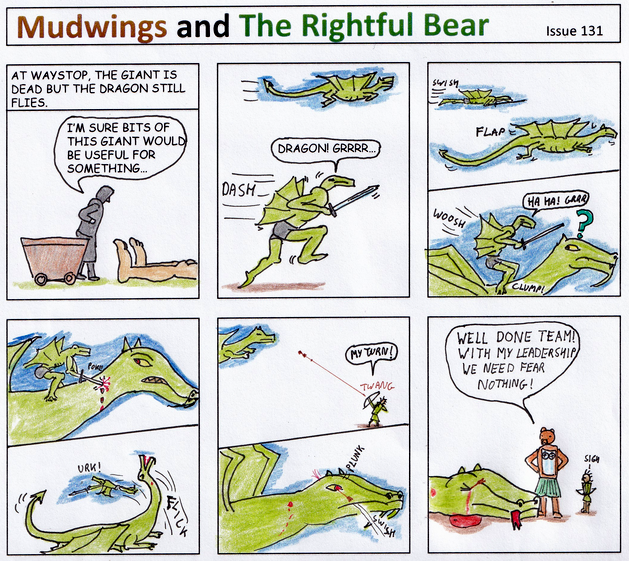 Mudwings and The Rightful Bear
Issue 131
AT WAYSTOP, THE GIANT IS
DEAD BUT THE DRAGON STILL
FLIES.
I'M SURE BITS OF
THIS GIANT WOULD
BE USEFUL FOR
SOMETHING...
DRAGON! GRRRR...
DASH
SWISH
FLAP
WOOSH
HA HA! GRRR
?
CLUMP!
POKE
URK!
FLICK
MY TURN!
TWANG
PLUNK
SWISH
WELL DONE TEAM!
WITH MY LEADERSHIP
WE NEED FEAR
NOTHING!
SIGH